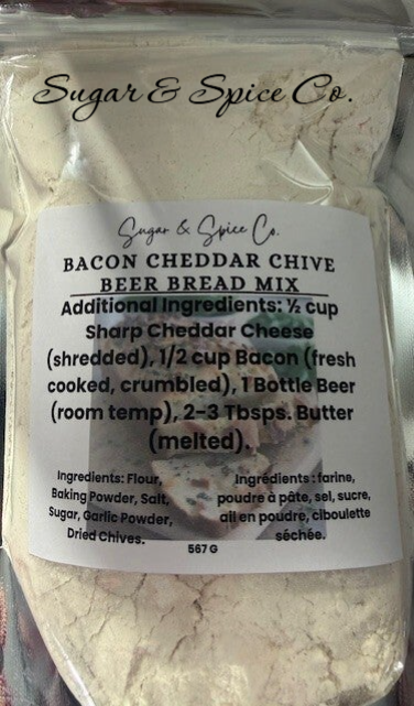 Sugar & Spice Co.
Sugar & Spice Co.
BACON CHEDDAR CHIVE
BEER BREAD MIX
Additional Ingredients: ½ cup
Sharp Cheddar Cheese
(shredded), 1/2 cup Bacon (fresh
cooked, crumbled), 1 Bottle Beer
(room temp), 2-3 Tbsps. Butter
(melted).
Ingredients: Flour,
Baking Powder, Salt,
Sugar, Garlic Powder,
Dried Chives.
Ingrédients : farine,
poudre à pâte, sel, sucre,
ail en poudre, ciboulette
séchée.
567 G